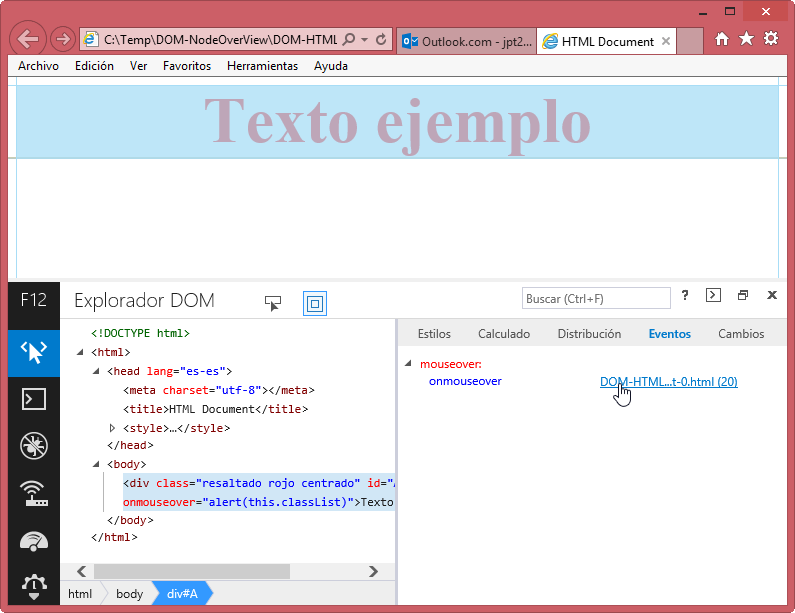 C:\Temp\DOM-NodeOverView\DOM-HTML
Outlook.com - jpt2...
HTML Document
Archivo Edición Ver Favoritos Herramientas Ayuda
Texto ejemplo
F12
Explorador DOM
Buscar (Ctrl+F)
?
<!DOCTYPE html>
<html>
<head lang="es-es">
<meta charset="utf-8"></meta>
<title>HTML Document</title>
<style>…</style>
</head>
<body>
<div class="resaltado rojo centrado" id="A
onmouseover="alert(this.classList)">Texto
</body>
</html>
html body div#A
Estilos Calculado Distribución Eventos Cambios
mouseover:
onmouseover DOM-HTML...t-0.html (20)